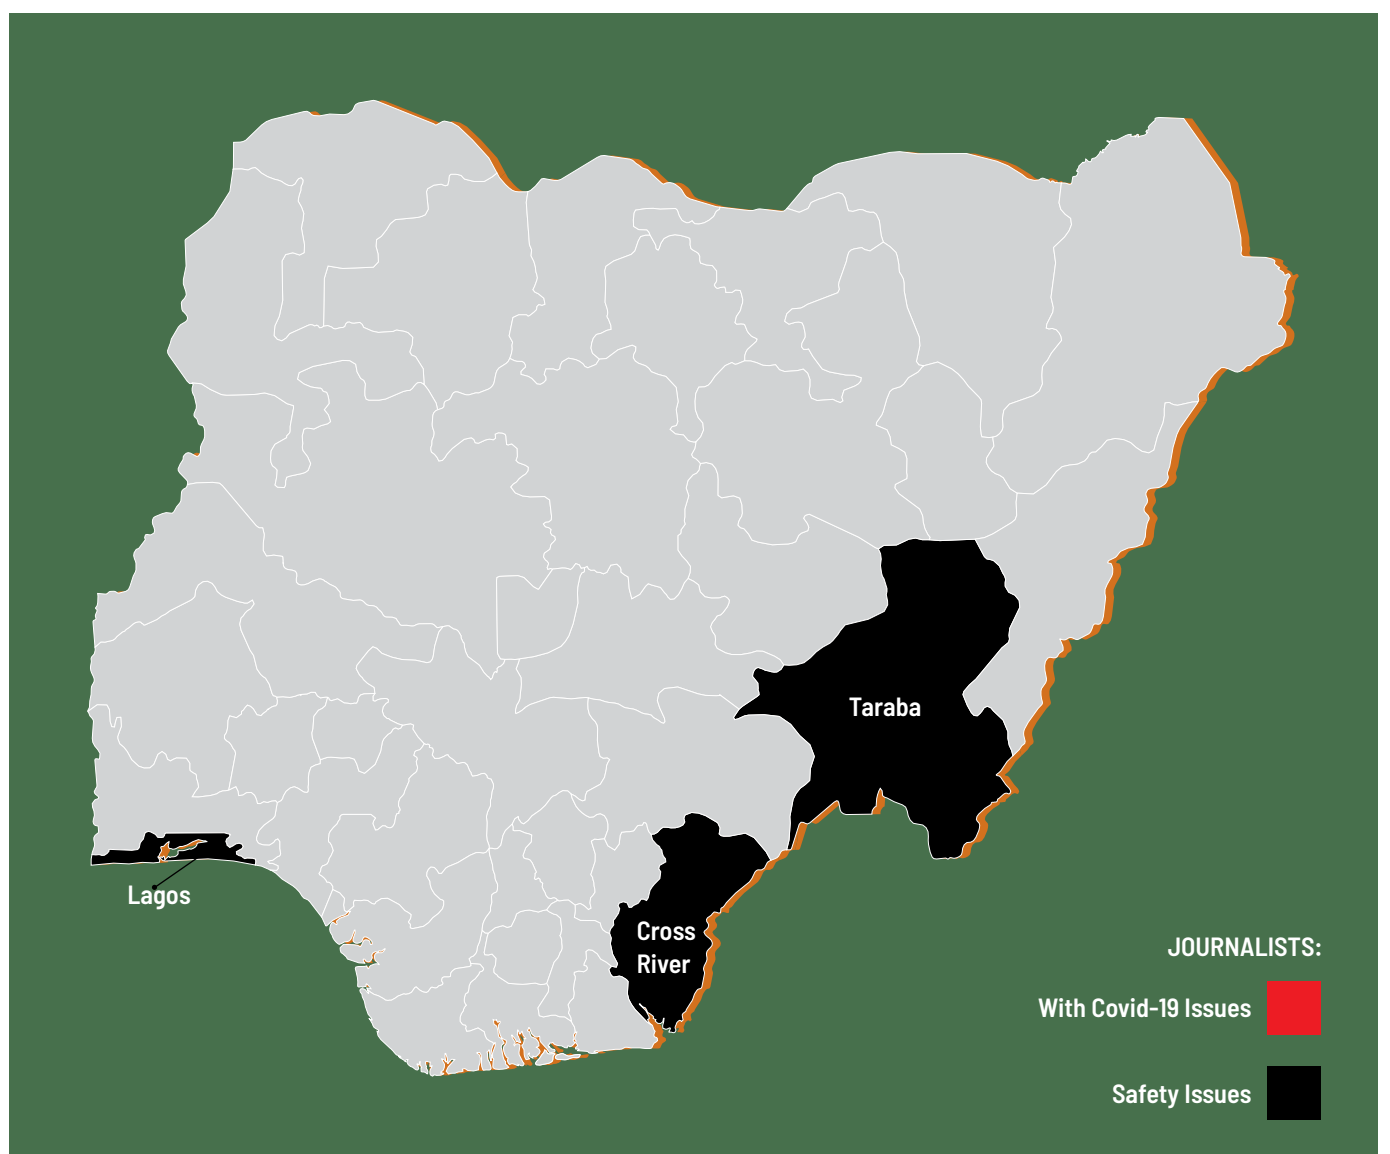 Taraba
Lagos
Cross
River
JOURNALISTS:
With Covid-19 Issues
Safety Issues